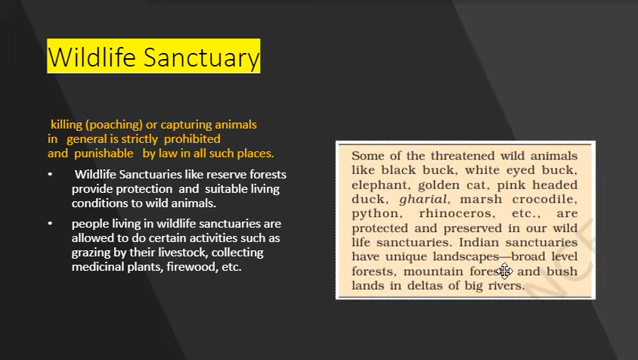 Wildlife Sanctuary
killing (poaching) or capturing animals
in general is strictly prohibited
and punishable by law in all such places.
• Wildlife Sanctuaries like reserve forests
provide protection and suitable living
conditions to wild animals.
• people living in wildlife sanctuaries are
allowed to do certain activities such as
grazing by their livestock, collecting
medicinal plants, firewood, etc.
Some of the threatened wild animals
like black buck, white eyed buck,
elephant, golden cat, pink headed
duck, gharial, marsh crocodile,
python, rhinoceros, etc., are
protected and preserved in our wild
life sanctuaries. Indian sanctuaries
have unique landscapes—broad level
forests, mountain forests and bush
lands in deltas of big rivers.